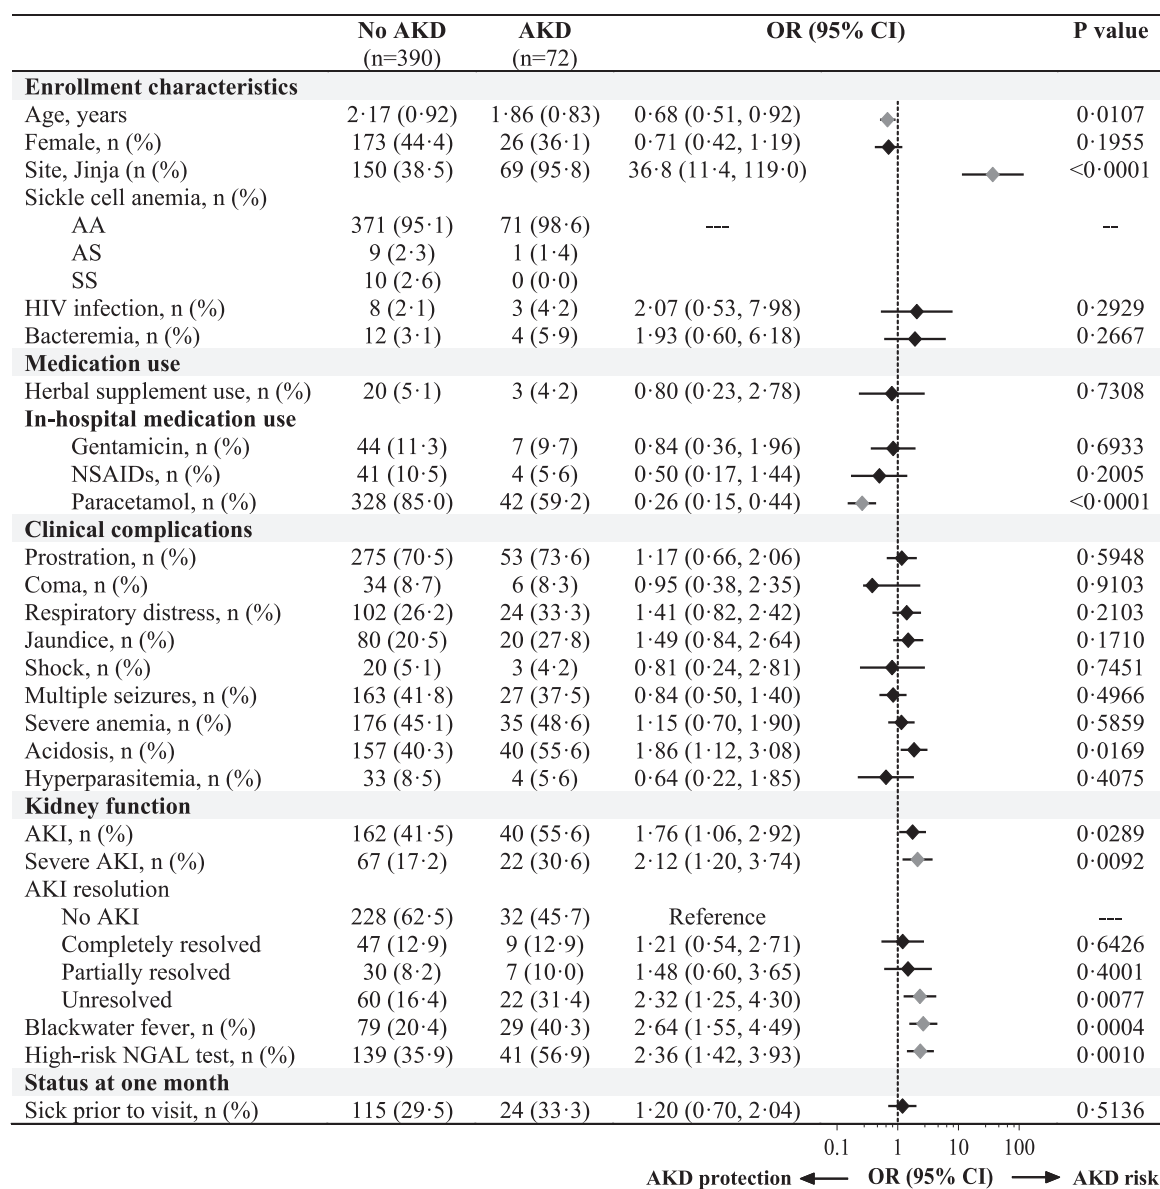 No AKD AKD OR (95% CI) P value
(n=390) (n=72)
Enrollment characteristics
Age, years 2·17 (0·92) 1·86 (0·83) 0·68 (0·51, 0·92) 0·0107
Female, n (%) 173 (44·4) 26 (36·1) 0·71 (0·42, 1·19) 0·1955
Site, Jinja (n (%) 150 (38·5) 69 (95·8) 36·8 (11·4, 119·0) <0·0001
Sickle cell anemia, n (%)
AA 371 (95·1) 71 (98·6) --- --
AS 9 (2·3) 1 (1·4)
SS 10 (2·6) 0 (0·0)
HIV infection, n (%) 8 (2·1) 3 (4·2) 2·07 (0·53, 7·98) 0·2929
Bacteremia, n (%) 12 (3·1) 4 (5·9) 1·93 (0·60, 6·18) 0·2667
Medication use
Herbal supplement use, n (%) 20 (5·1) 3 (4·2) 0·80 (0·23, 2·78) 0·7308
In-hospital medication use
Gentamicin, n (%) 44 (11·3) 7 (9·7) 0·84 (0·36, 1·96) 0·6933
NSAIDs, n (%) 41 (10·5) 4 (5·6) 0·50 (0·17, 1·44) 0·2005
Paracetamol, n (%) 328 (85·0) 42 (59·2) 0·26 (0·15, 0·44) <0·0001
Clinical complications
Prostration, n (%) 275 (70·5) 53 (73·6) 1·17 (0·66, 2·06) 0·5948
Coma, n (%) 34 (8·7) 6 (8·3) 0·95 (0·38, 2·35) 0·9103
Respiratory distress, n (%) 102 (26·2) 24 (33·3) 1·41 (0·82, 2·42) 0·2103
Jaundice, n (%) 80 (20·5) 20 (27·8) 1·49 (0·84, 2·64) 0·1710
Shock, n (%) 20 (5·1) 3 (4·2) 0·81 (0·24, 2·81) 0·7451
Multiple seizures, n (%) 163 (41·8) 27 (37·5) 0·84 (0·50, 1·40) 0·4966
Severe anemia, n (%) 176 (45·1) 35 (48·6) 1·15 (0·70, 1·90) 0·5859
Acidosis, n (%) 157 (40·3) 40 (55·6) 1·86 (1·12, 3·08) 0·0169
Hyperparasitemia, n (%) 33 (8·5) 4 (5·6) 0·64 (0·22, 1·85) 0·4075
Kidney function
AKI, n (%) 162 (41·5) 40 (55·6) 1·76 (1·06, 2·92) 0·0289
Severe AKI, n (%) 67 (17·2) 22 (30·6) 2·12 (1·20, 3·74) 0·0092
AKI resolution
No AKI 228 (62·5) 32 (45·7) Reference ---
Completely resolved 47 (12·9) 9 (12·9) 1·21 (0·54, 2·71) 0·6426
Partially resolved 30 (8·2) 7 (10·0) 1·48 (0·60, 3·65) 0·4001
Unresolved 60 (16·4) 22 (31·4) 2·32 (1·25, 4·30) 0·0077
Blackwater fever, n (%) 79 (20·4) 29 (40·3) 2·64 (1·55, 4·49) 0·0004
High-risk NGAL test, n (%) 139 (35·9) 41 (56·9) 2·36 (1·42, 3·93) 0·0010
Status at one month
Sick prior to visit, n (%) 115 (29·5) 24 (33·3) 1·20 (0·70, 2·04) 0·5136
0.1 1 10 100
AKD protection OR (95% CI) AKD risk